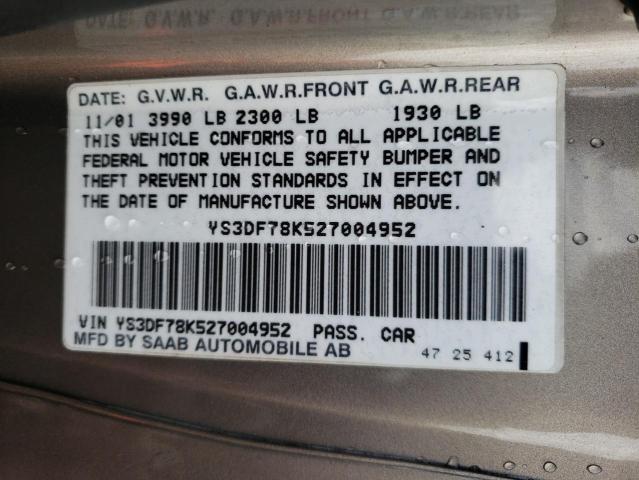 DATE: G.V.W.R. G.A.W.R.FRONT G.A.W.R.REAR
11/01 3990 LB 2300 LB 1930 LB
THIS VEHICLE CONFORMS TO ALL APPLICABLE
FEDERAL MOTOR VEHICLE SAFETY BUMPER AND
THEFT PREVENTION STANDARDS IN EFFECT ON
THE DATE OF MANUFACTURE SHOWN ABOVE.
YS3DF78K527004952
VIN YS3DF78K527004952 PASS. CAR
MFD BY SAAB AUTOMOBILE AB
47 25 412